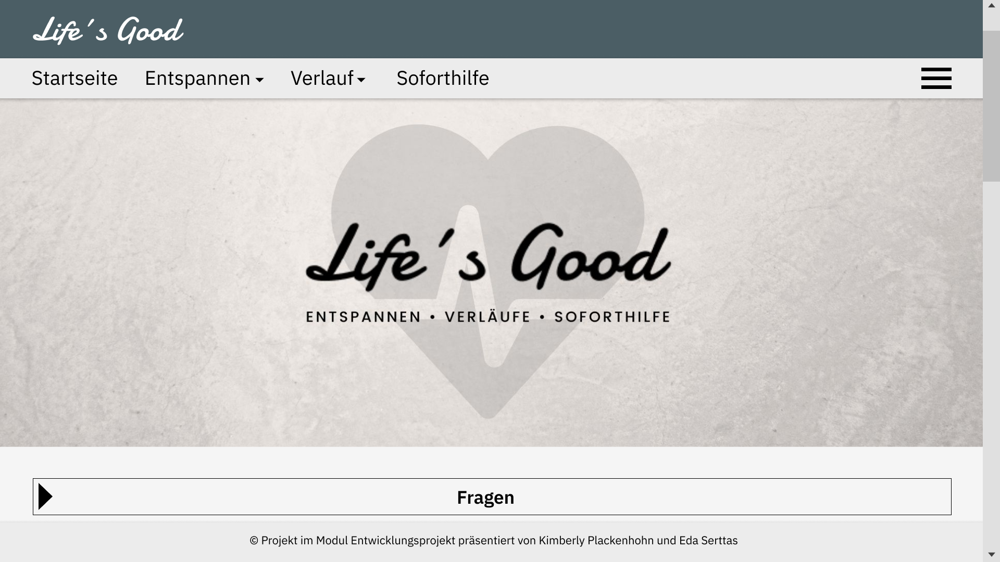 Life´s Good
Startseite Entspannen Verlauf Soforthilfe
Life´s Good
ENTSPANNEN • VERLÄUFE • SOFORTHILFE
Fragen
© Projekt im Modul Entwicklungsprojekt präsentiert von Kimberly Plackenhohn und Eda Serttas